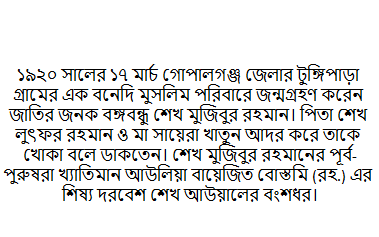 ১৯২০ সালের ১৭ মার্চ গোপালগঞ্জ জেলার টুঙ্গিপাড়া
গ্রামের এক বনেদি মুসলিম পরিবারে জন্মগ্রহণ করেন
জাতির জনক বঙ্গবন্ধু শেখ মুজিবুর রহমান। পিতা শেখ
লুৎফর রহমান ও মা সায়েরা খাতুন আদর করে তাকে
খোকা বলে ডাকতেন। শেখ মুজিবুর রহমানের পূর্ব-
পুরুষরা খ্যাতিমান আউলিয়া বায়েজিত বোস্তমি (রহ.) এর
শিষ্য দরবেশ শেখ আউয়ালের বংশধর।